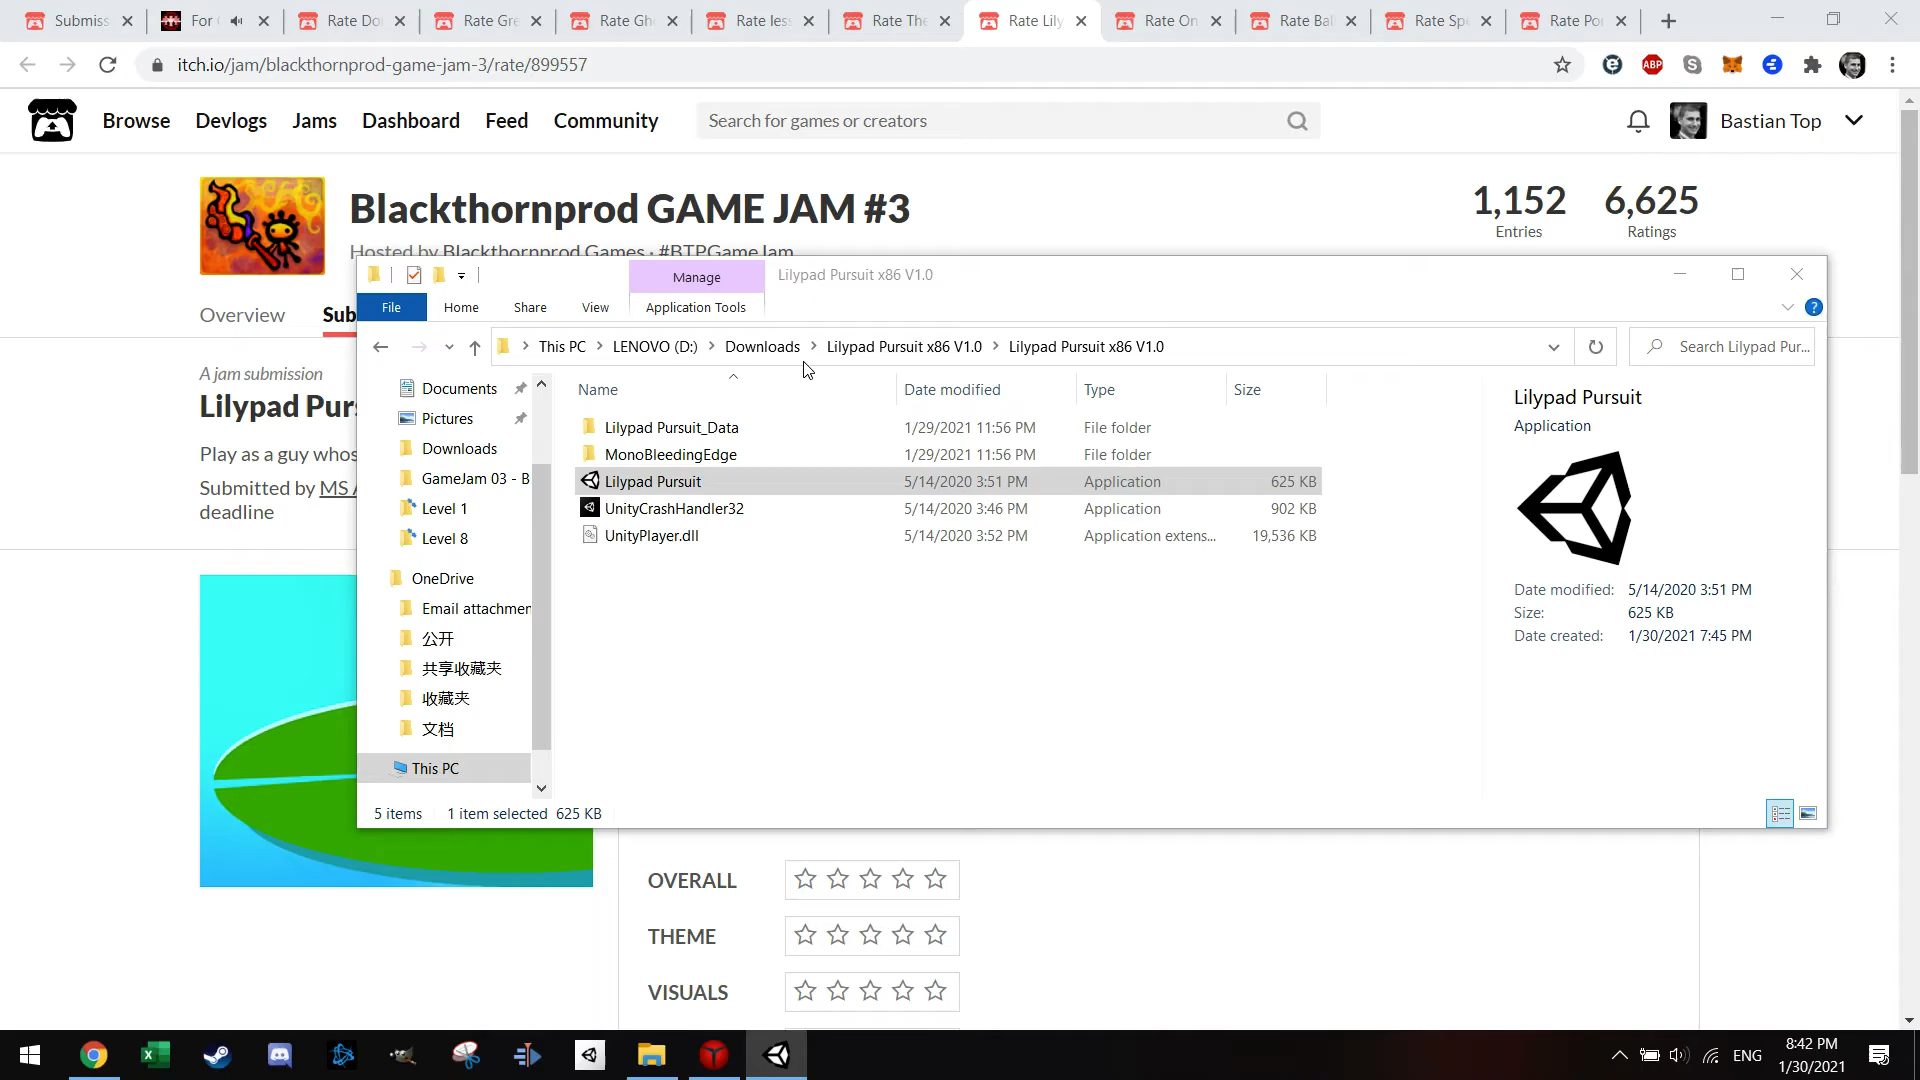 Submiss
For
Rate Do
Rate Gre
Rate Gh
Rate less
Rate The
Rate Lily
Rate On
Rate Bal
Rate Sp
Rate Po
itch.io/jam/blackthornprod-game-jam-3/rate/899557
ABP
Browse
Devlogs
Jams
Dashboard
Feed
Community
Search for games or creators
Bastian Top
Blackthornprod GAME JAM #3
Hosted by Blackthornprod Games · #BTPGameJam
1,152
Entries
6,625
Ratings
Overview
Sub
A jam submission
Lilypad Purs
Play as a guy whos
Submitted by MS A
deadline
Manage
Lilypad Pursuit x86 V1.0
File
Home
Share
View
Application Tools
This PC > LENOVO (D:) > Downloads > Lilypad Pursuit x86 V1.0 > Lilypad Pursuit x86 V1.0
Search Lilypad Pur...
Documents
Pictures
Downloads
GameJam 03 - B
Level 1
Level 8
OneDrive
Email attachmen
公开
共享收藏夹
收藏夹
文档
This PC
Name Date modified Type Size
Lilypad Pursuit_Data 1/29/2021 11:56 PM File folder
MonoBleedingEdge 1/29/2021 11:56 PM File folder
Lilypad Pursuit 5/14/2020 3:51 PM Application 625 KB
UnityCrashHandler32 5/14/2020 3:46 PM Application 902 KB
UnityPlayer.dll 5/14/2020 3:52 PM Application extens... 19,536 KB
Lilypad Pursuit
Application
Date modified: 5/14/2020 3:51 PM
Size: 625 KB
Date created: 1/30/2021 7:45 PM
5 items 1 item selected 625 KB
OVERALL
THEME
VISUALS
ENG
8:42 PM
1/30/2021